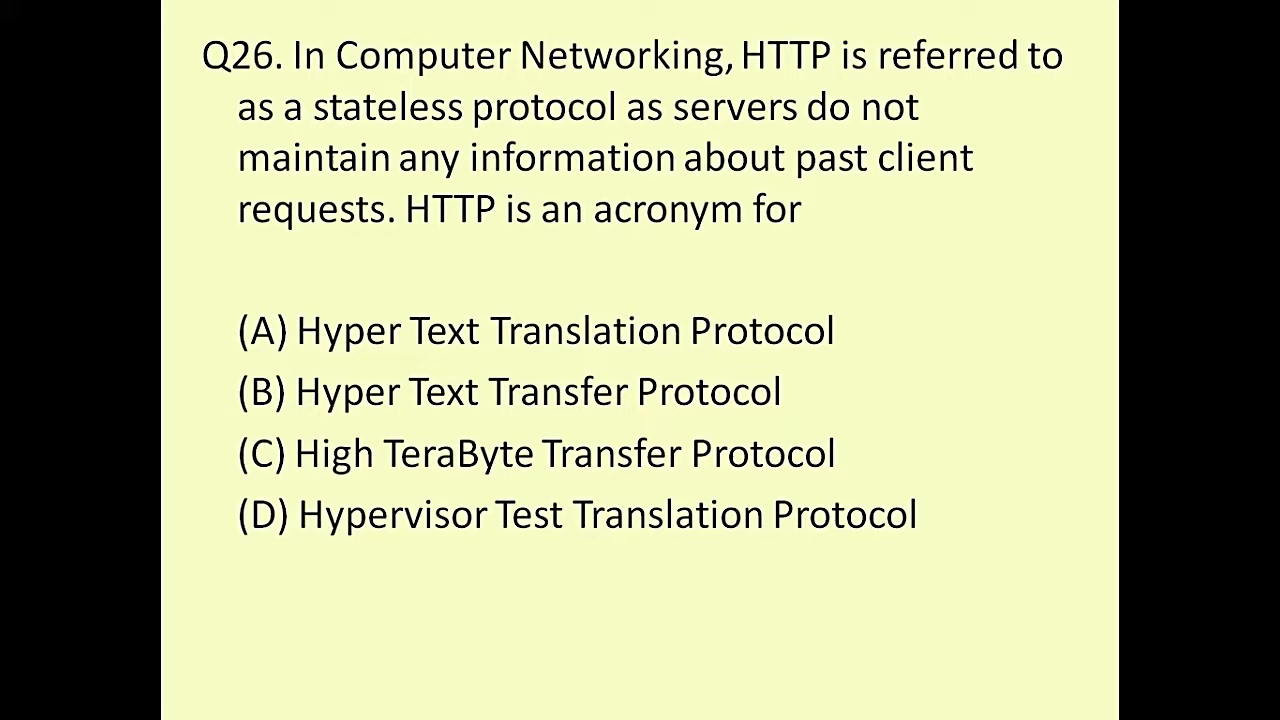 Q26. In Computer Networking, HTTP is referred to
as a stateless protocol as servers do not
maintain any information about past client
requests. HTTP is an acronym for
(A) Hyper Text Translation Protocol
(B) Hyper Text Transfer Protocol
(C) High TeraByte Transfer Protocol
(D) Hypervisor Test Translation Protocol